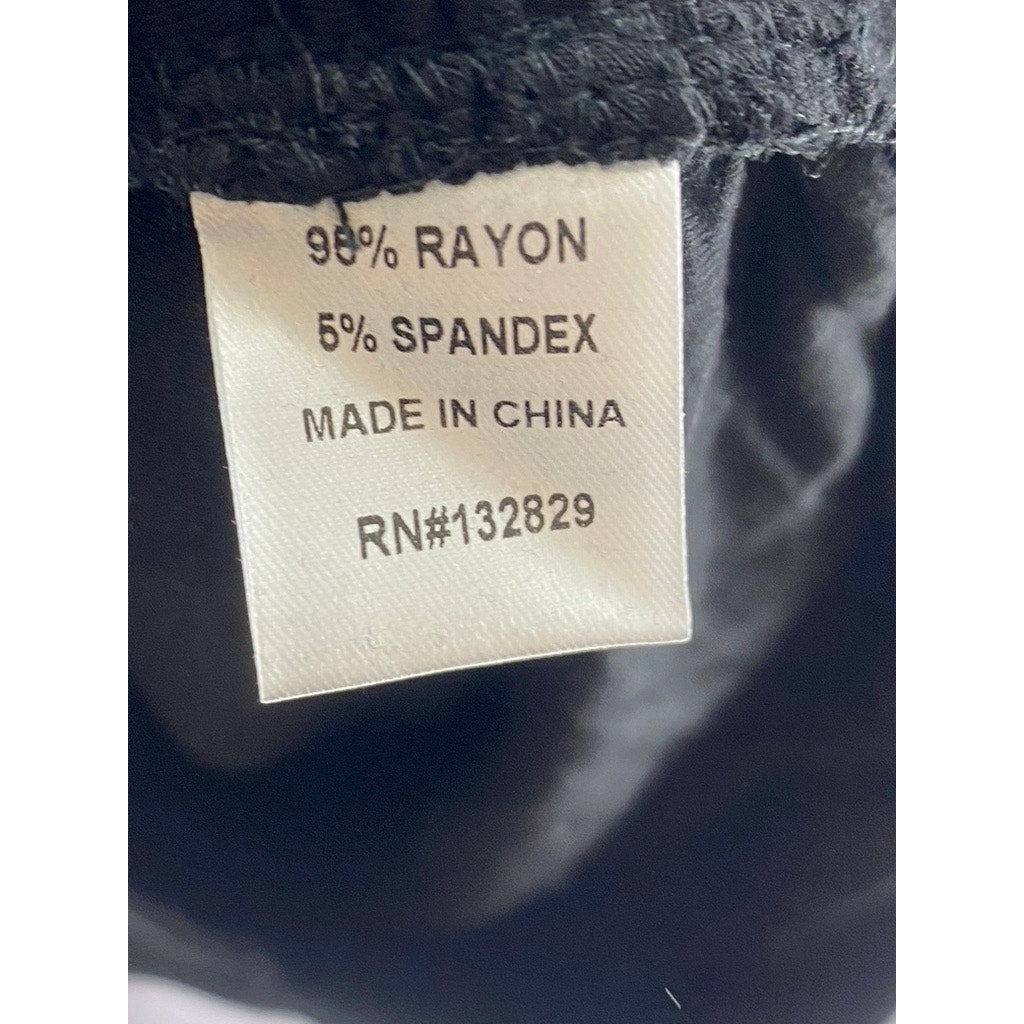 95% RAYON
5% SPANDEX
MADE IN CHINA
RN#132829